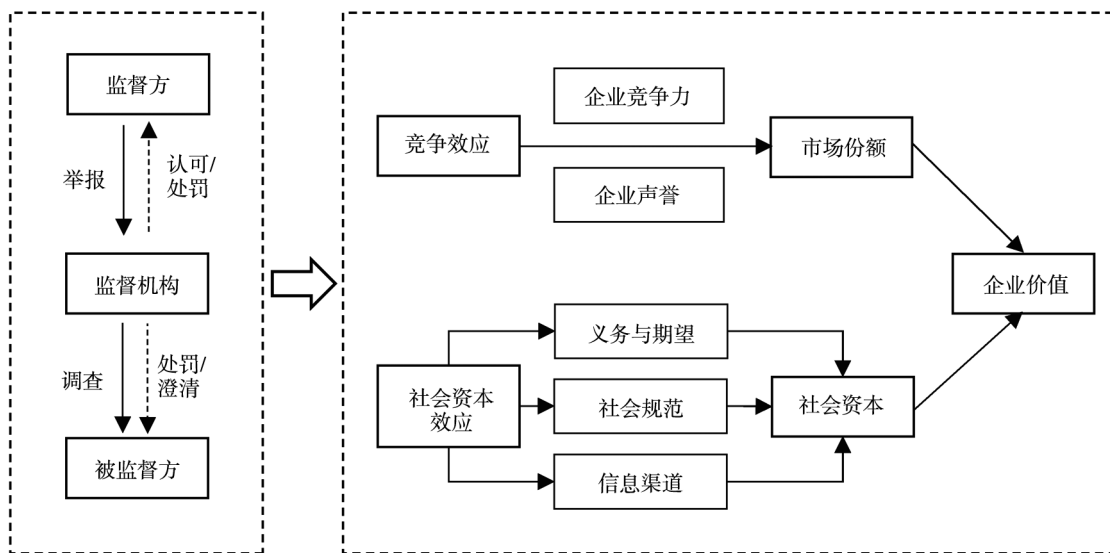 监督方
举报
认可/
处罚
监督机构
调查
处罚/
澄清
被监督方
企业竞争力
竞争效应
市场份额
企业声誉
企业价值
义务与期望
社会资本
效应
社会规范
社会资本
信息渠道